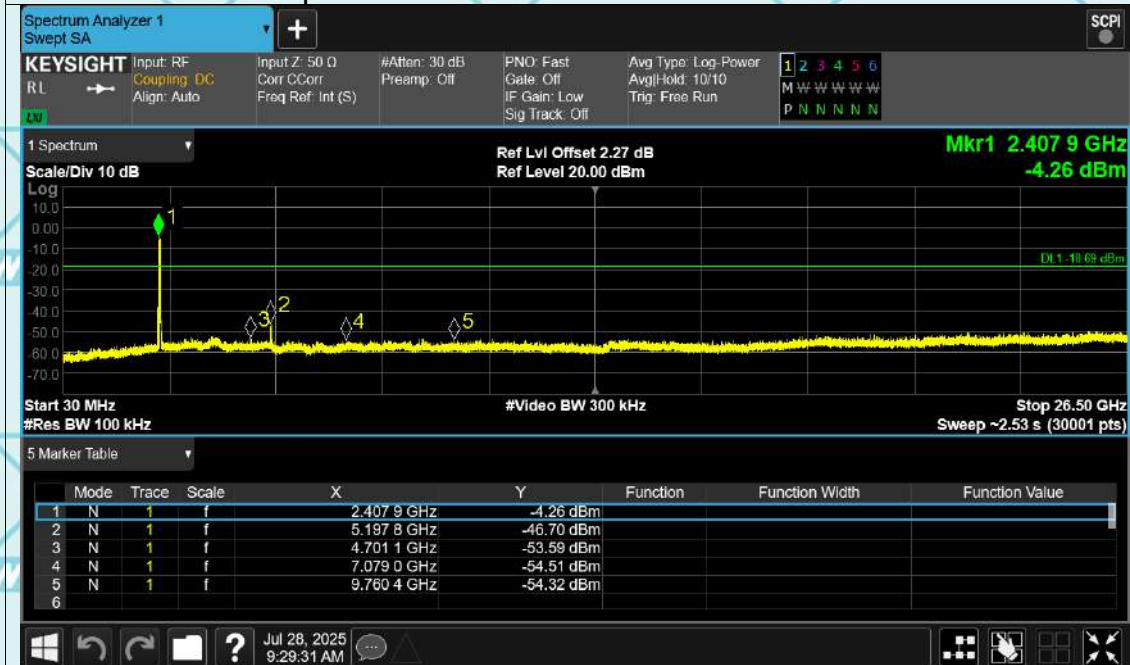 Spectrum Analyzer 1
Swept SA
+
SCPI
KEYSIGHT
RL
LXI
Input: RF
Coupling: DC
Align: Auto
Input Z: 50 Ω
Corr CCorr
Freq Ref: Int (S)
#Atten: 30 dB
Preamp: Off
PNO: Fast
Gate: Off
IF Gain: Low
Sig Track: Off
Avg Type: Log-Power
Avg|Hold: 10/10
Trig: Free Run
1 2 3 4 5 6
M W W W W W
P N N N N N
1 Spectrum
Scale/Div 10 dB
Ref Lvl Offset 2.27 dB
Ref Level 20.00 dBm
Mkr1 2.407 9 GHz
-4.26 dBm
Log
10.0
0.00
-10.0
-20.0
-30.0
-40.0
-50.0
-60.0
-70.0
1
2
3
4
5
DL1 -18.69 dBm
Start 30 MHz
#Video BW 300 kHz
Stop 26.50 GHz
#Res BW 100 kHz
Sweep ~2.53 s (30001 pts)
5 Marker Table
Mode Trace Scale X Y Function Function Width Function Value
1 N 1 f 2.407 9 GHz -4.26 dBm
2 N 1 f 5.197 8 GHz -46.70 dBm
3 N 1 f 4.701 1 GHz -53.59 dBm
4 N 1 f 7.079 0 GHz -54.51 dBm
5 N 1 f 9.760 4 GHz -54.32 dBm
6
?
Jul 28, 2025
9:29:31 AM